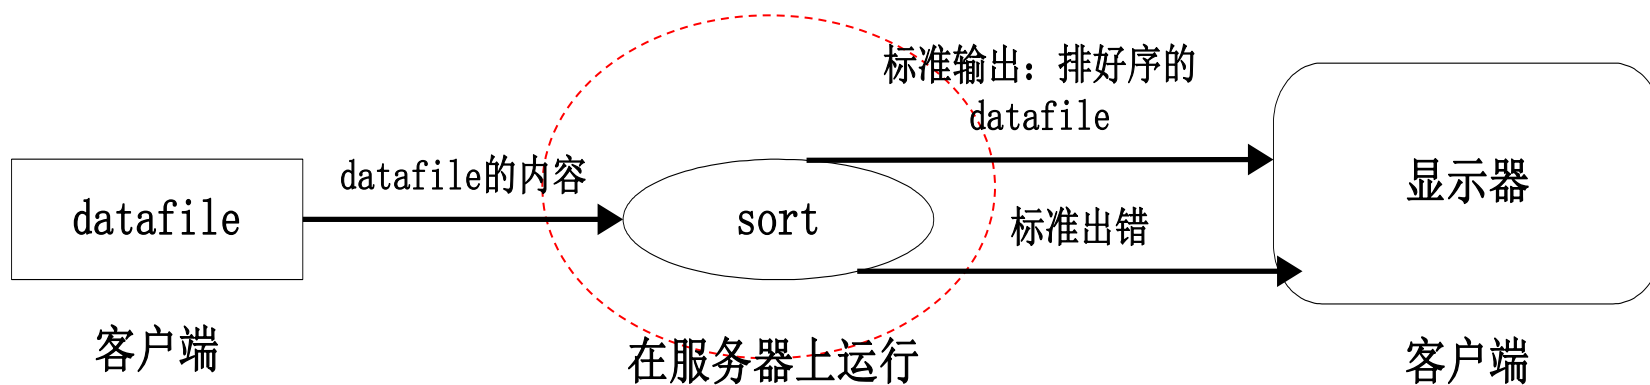 标准输出：排好序的
datafile
datafile的内容
datafile
sort
显示器
标准出错
客户端
在服务器上运行
客户端